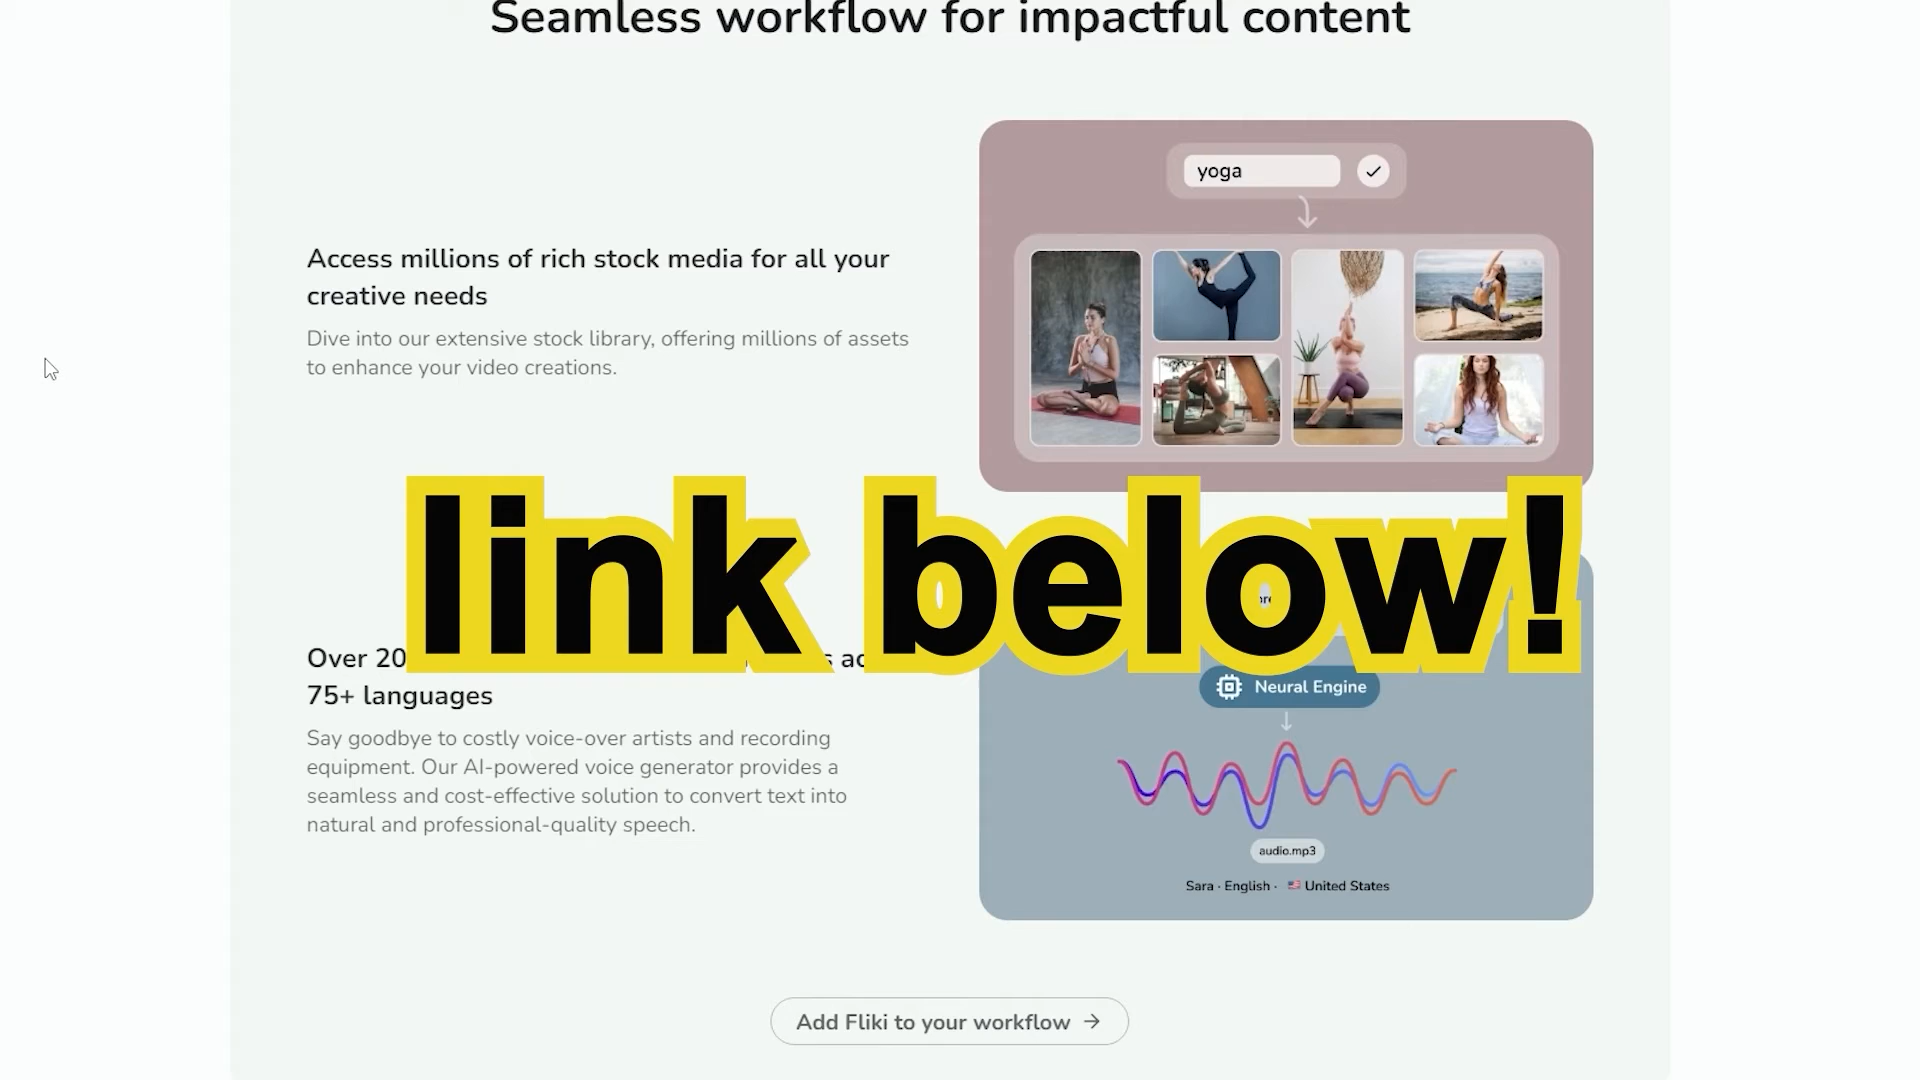 Seamless workflow for impactful content
yoga
Access millions of rich stock media for all your
creative needs
Dive into our extensive stock library, offering millions of assets
to enhance your video creations.
link below!
Over 20
75+ languages
Neural Engine
Say goodbye to costly voice-over artists and recording
equipment. Our AI-powered voice generator provides a
seamless and cost-effective solution to convert text into
natural and professional-quality speech.
audio.mp3
Sara · English · United States
Add Fliki to your workflow →